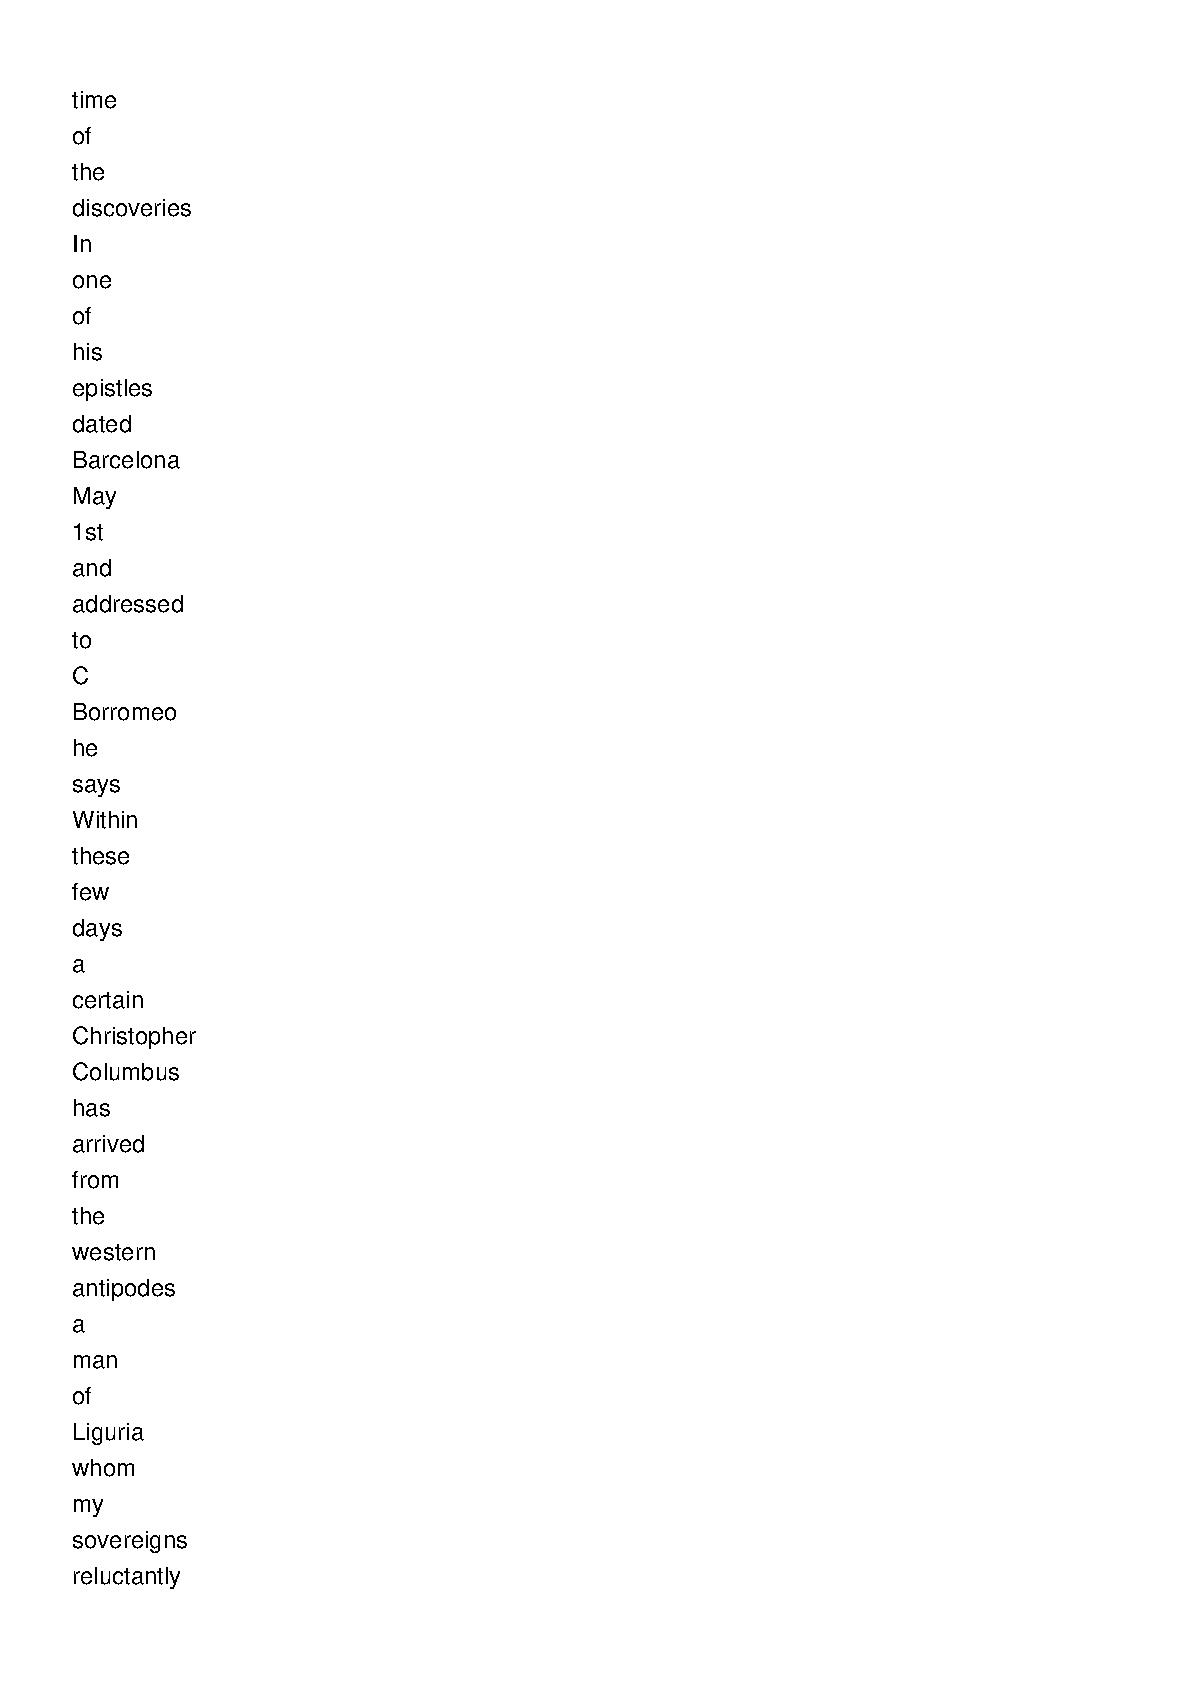 time
of
the
discoveries
In
one
of
his
epistles
dated
Barcelona
May
1st
and
addressed
to
C
Borromeo
he
says
Within
these
few
days
a
certain
Christopher
Columbus
has
arrived
from
the
western
antipodes
a
man
of
Liguria
whom
my
sovereigns
reluctantly